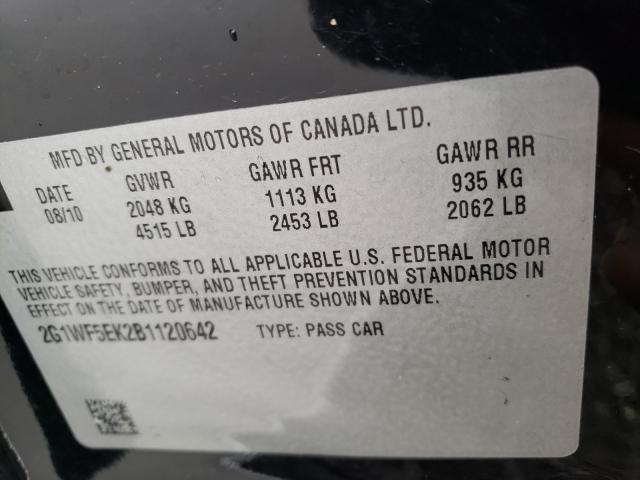 MFD BY GENERAL MOTORS OF CANADA LTD.
DATE GVWR GAWR FRT GAWR RR
08/10 2048 KG 1113 KG 935 KG
4515 LB 2453 LB 2062 LB
THIS VEHICLE CONFORMS TO ALL APPLICABLE U.S. FEDERAL MOTOR
VEHICLE SAFETY, BUMPER, AND THEFT PREVENTION STANDARDS IN
EFFECT ON THE DATE OF MANUFACTURE SHOWN ABOVE.
2G1WF5EK2B1120642 TYPE: PASS CAR